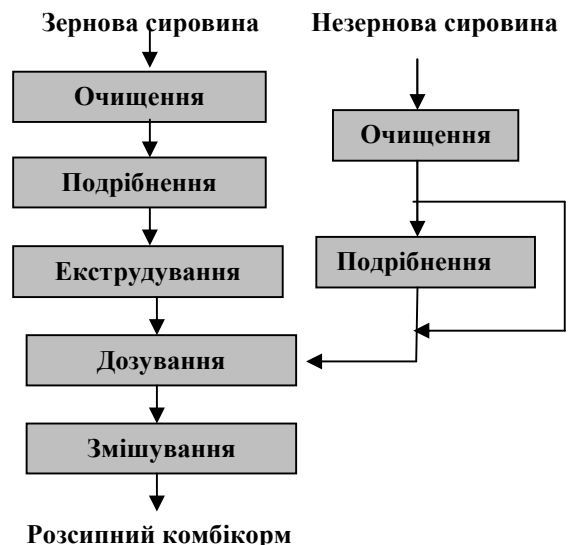 Зернова сировина
Незернова сировина
Очищення
Очищення
Подрібнення
Подрібнення
Екструдування
Дозування
Змішування
Розсипний комбікорм